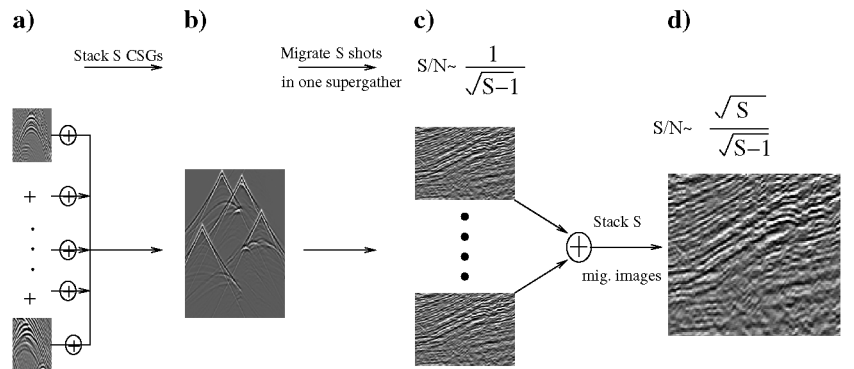 a)
b)
c)
d)
Stack S CSGs
Migrate S shots
in one supergather
S/N~ 1
√S−1
S/N~ √S
√S−1
+
+
+
+
+
+
+
+
Stack S
mig. images